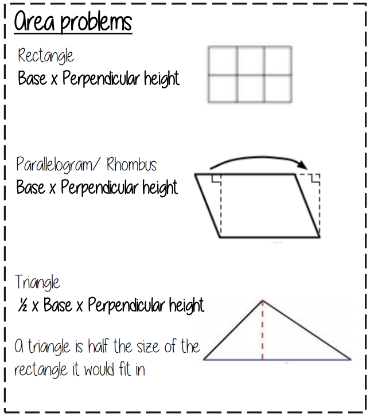 Area problems
Rectangle
Base x Perpendicular height
Parallelogram/ Rhombus
Base x Perpendicular height
Triangle
½ x Base x Perpendicular height
A triangle is half the size of the
rectangle it would fit in